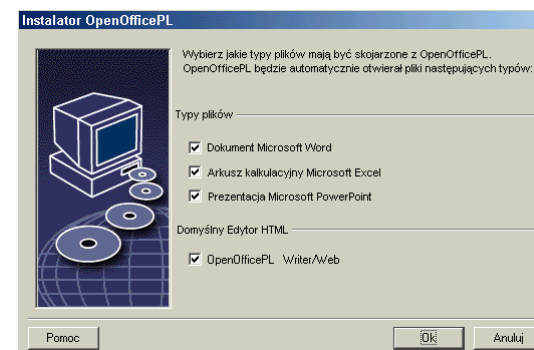 Instalator OpenOfficePL
Wybierz jakie typy plików mają być skojarzone z OpenOfficePL.
OpenOfficePL będzie automatycznie otwierał pliki następujących typów:
Typy plików
Dokument Microsoft Word
Arkusz kalkulacyjny Microsoft Excel
Prezentacja Microsoft PowerPoint
Domyślny Edytor HTML
OpenOfficePL Writer/Web
Pomoc Ok Anuluj